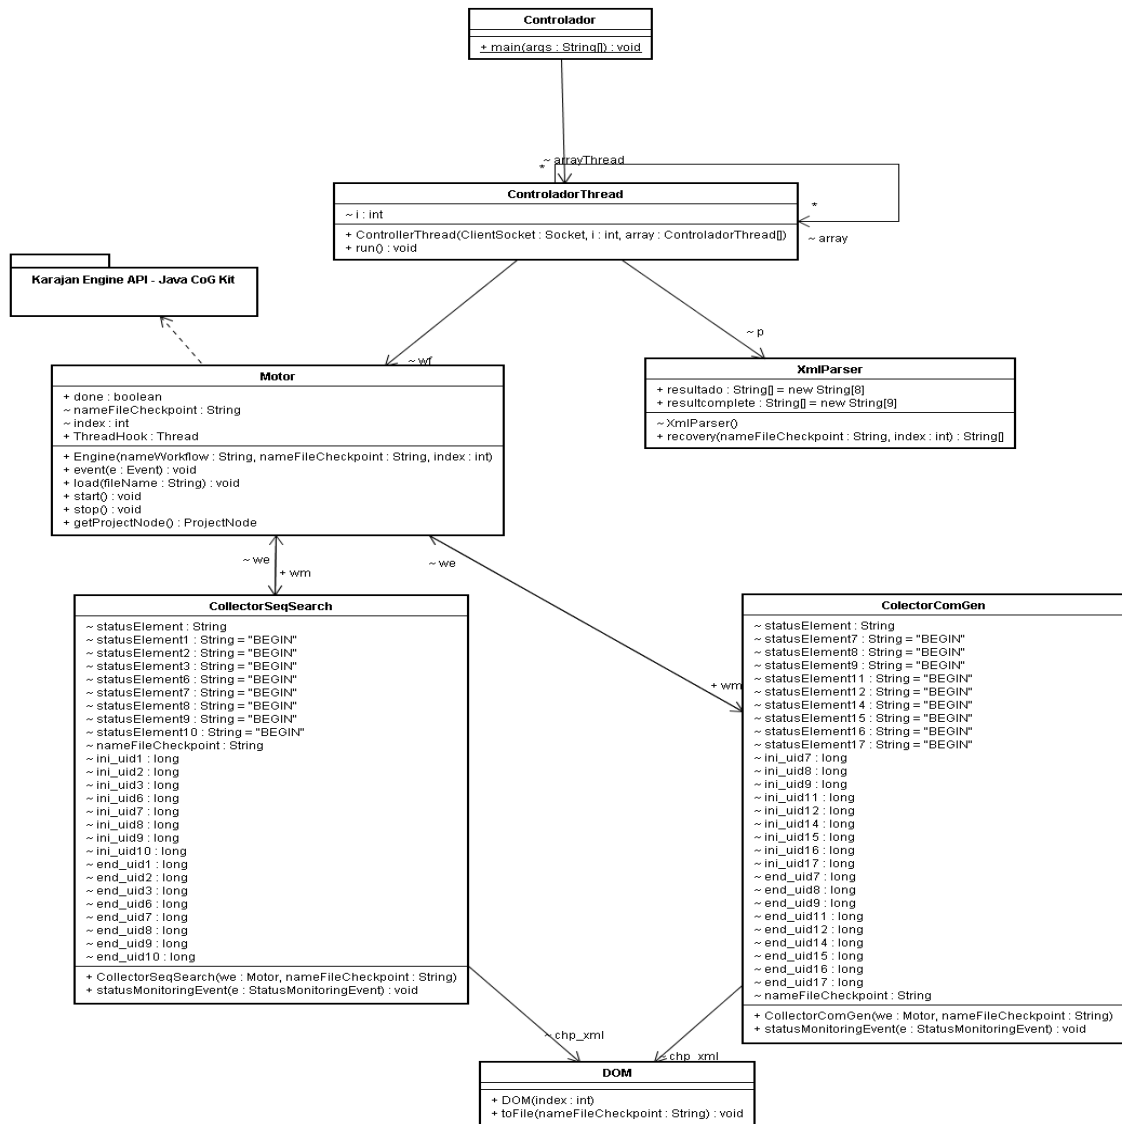 Controlador
+ main(args : String[]) : void
~ arrayThread
*
ControladorThread
~ i : int
*
~ array
+ ControllerThread(ClientSocket : Socket, i : int, array : ControladorThread[])
+ run() : void
Karajan Engine API - Java CoG Kit
~ wf
~ p
Motor
+ done : boolean
~ nameFileCheckpoint : String
~ index : int
+ ThreadHook : Thread
+ Engine(nameWorkflow : String, nameFileCheckpoint : String, index : int)
+ event(e : Event) : void
+ load(fileName : String) : void
+ start() : void
+ stop() : void
+ getProjectNode() : ProjectNode
XmlParser
+ resultado : String[] = new String[8]
+ resultcomplete : String[] = new String[9]
~ XmlParser()
+ recovery(nameFileCheckpoint : String, index : int) : String[]
~ we
+ wm
~ we
+ wm
CollectorSeqSearch
~ statusElement : String
~ statusElement1 : String = "BEGIN"
~ statusElement2 : String = "BEGIN"
~ statusElement3 : String = "BEGIN"
~ statusElement6 : String = "BEGIN"
~ statusElement7 : String = "BEGIN"
~ statusElement8 : String = "BEGIN"
~ statusElement9 : String = "BEGIN"
~ statusElement10 : String = "BEGIN"
~ nameFileCheckpoint : String
~ ini_uid1 : long
~ ini_uid2 : long
~ ini_uid3 : long
~ ini_uid6 : long
~ ini_uid7 : long
~ ini_uid8 : long
~ ini_uid9 : long
~ ini_uid10 : long
~ end_uid1 : long
~ end_uid2 : long
~ end_uid3 : long
~ end_uid6 : long
~ end_uid7 : long
~ end_uid8 : long
~ end_uid9 : long
~ end_uid10 : long
+ CollectorSeqSearch(we : Motor, nameFileCheckpoint : String)
+ statusMonitoringEvent(e : StatusMonitoringEvent) : void
ColectorComGen
~ statusElement : String
~ statusElement7 : String = "BEGIN"
~ statusElement8 : String = "BEGIN"
~ statusElement9 : String = "BEGIN"
~ statusElement11 : String = "BEGIN"
~ statusElement12 : String = "BEGIN"
~ statusElement14 : String = "BEGIN"
~ statusElement15 : String = "BEGIN"
~ statusElement16 : String = "BEGIN"
~ statusElement17 : String = "BEGIN"
~ ini_uid7 : long
~ ini_uid8 : long
~ ini_uid9 : long
~ ini_uid11 : long
~ ini_uid12 : long
~ ini_uid14 : long
~ ini_uid15 : long
~ ini_uid16 : long
~ ini_uid17 : long
~ end_uid7 : long
~ end_uid8 : long
~ end_uid9 : long
~ end_uid11 : long
~ end_uid12 : long
~ end_uid14 : long
~ end_uid15 : long
~ end_uid16 : long
~ end_uid17 : long
~ nameFileCheckpoint : String
+ CollectorComGen(we : Motor, nameFileCheckpoint : String)
+ statusMonitoringEvent(e : StatusMonitoringEvent) : void
~ chp_xml
~ chp_xml
DOM
+ DOM(index : int)
+ toFile(nameFileCheckpoint : String) : void